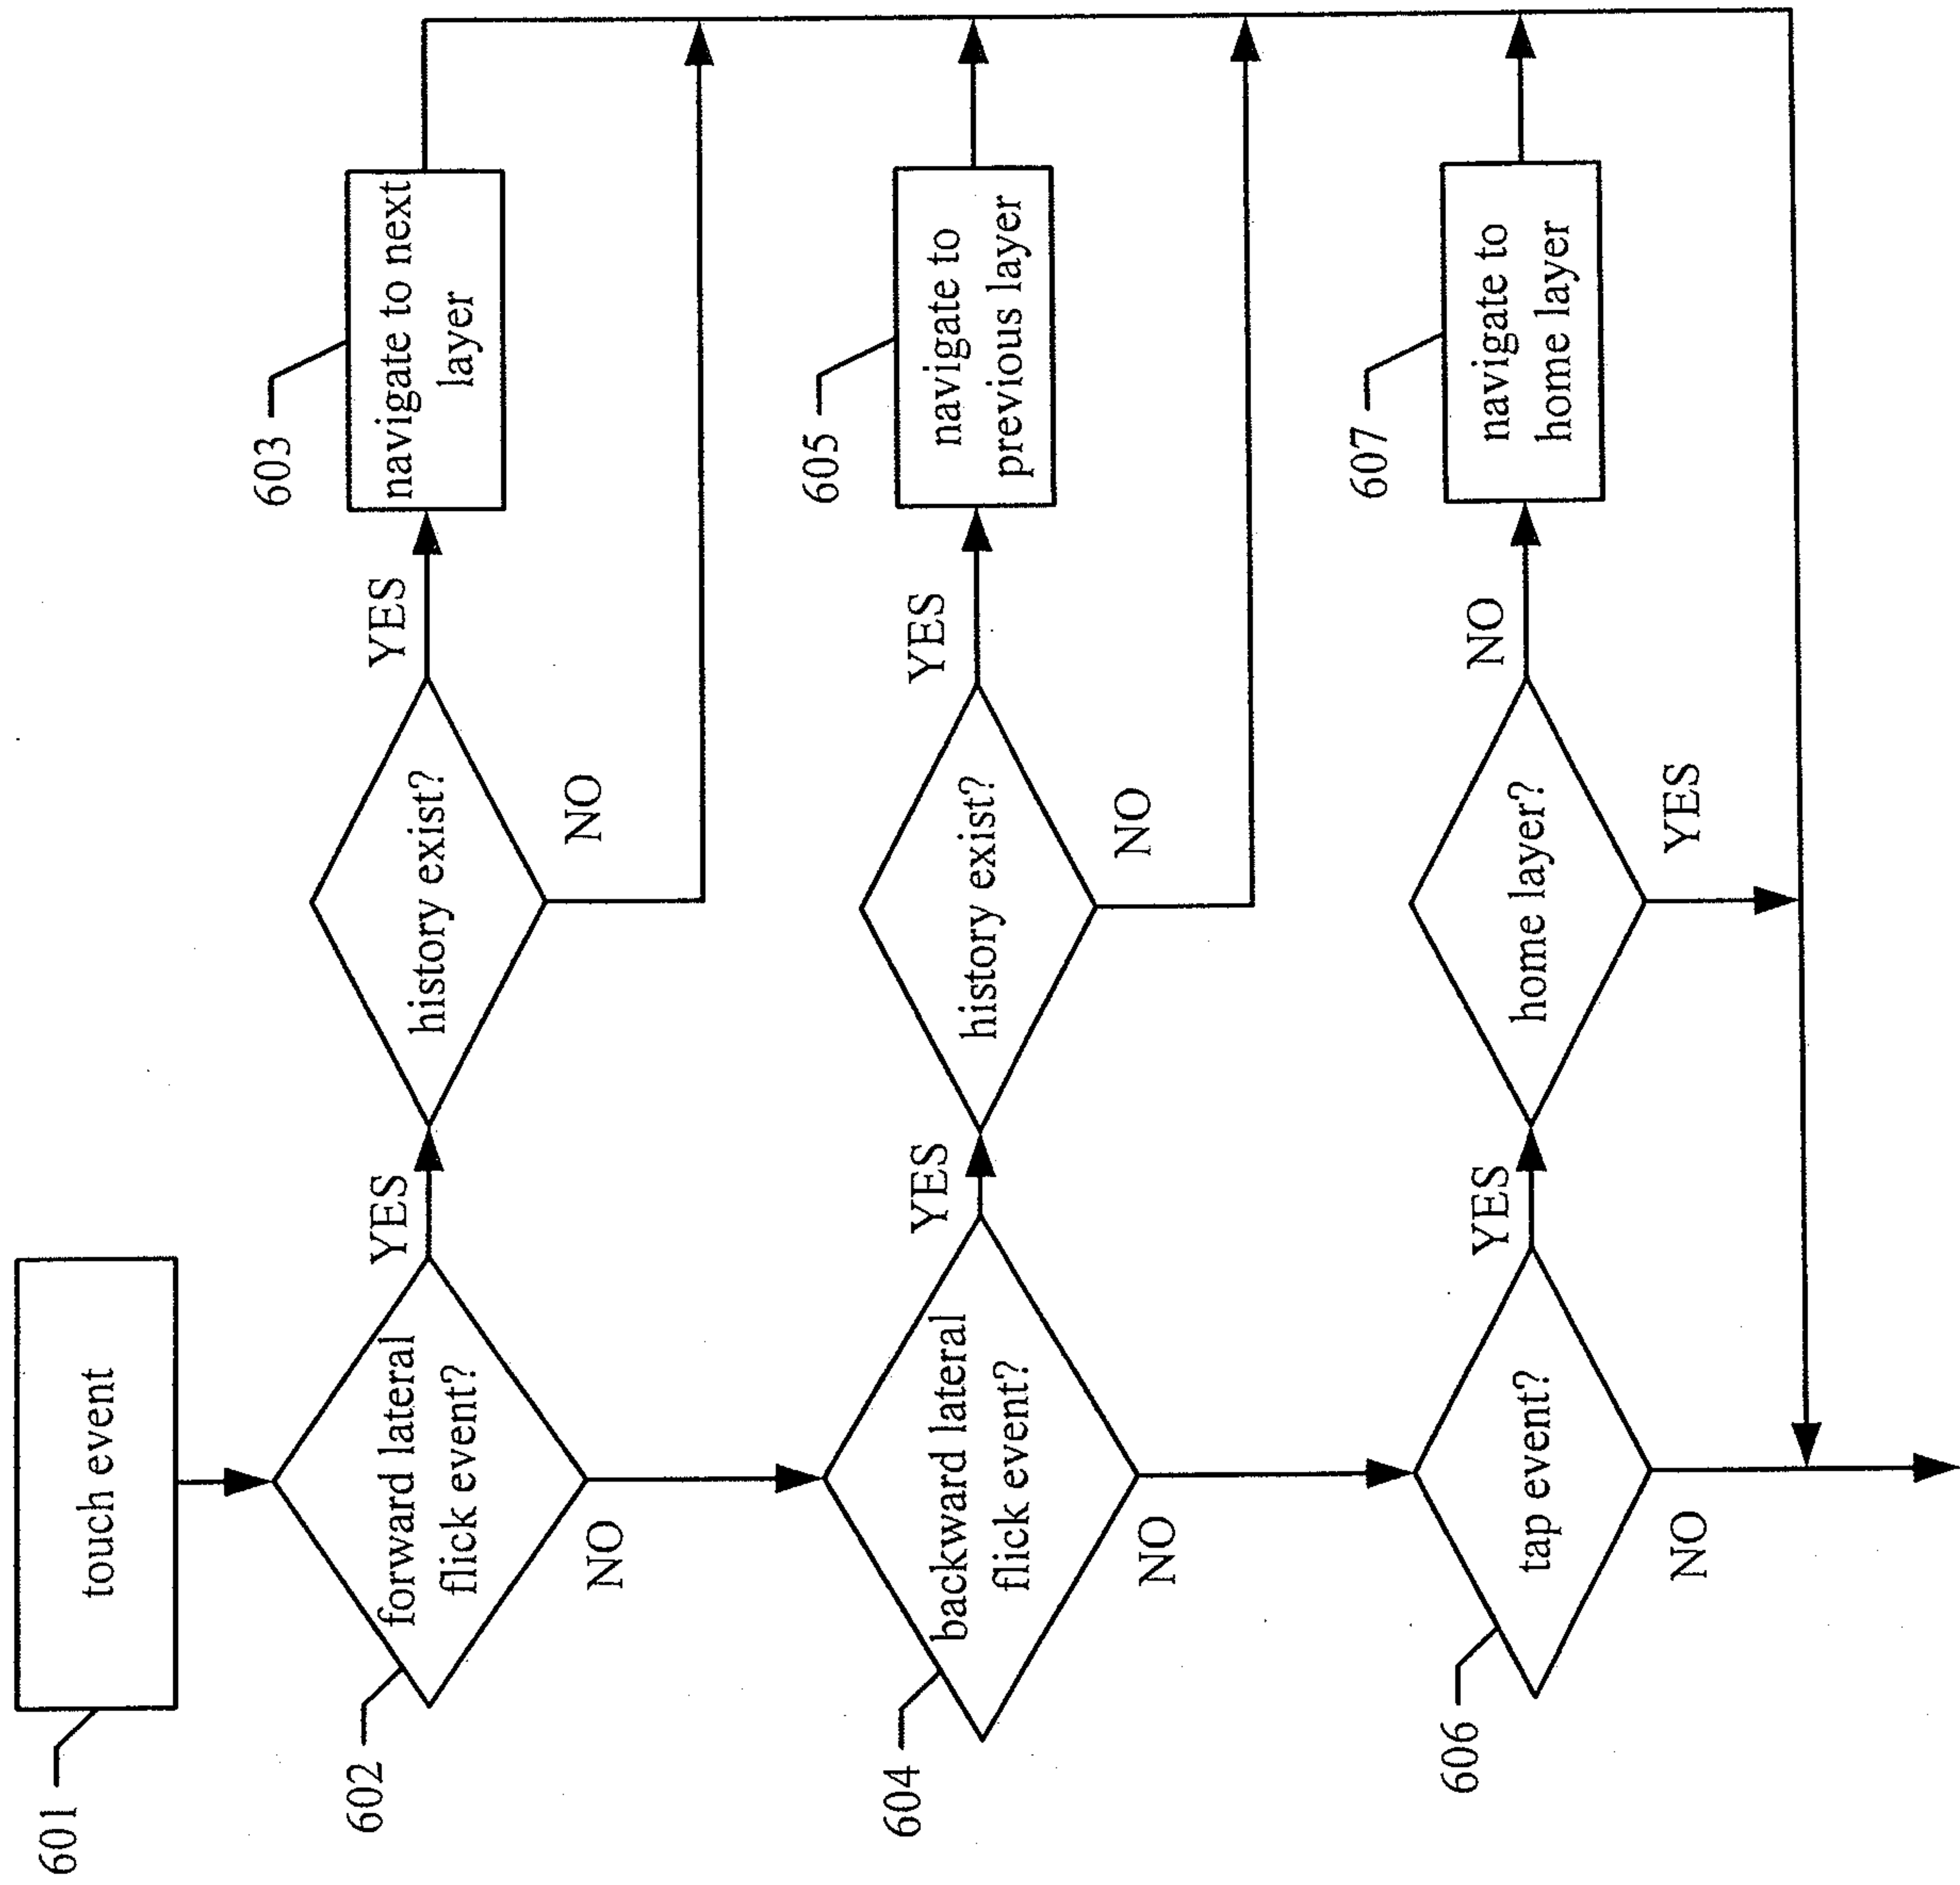 601
touch event
602
forward lateral
flick event?
YES
NO
history exist?
YES
NO
603
navigate to next
layer
604
backward lateral
flick event?
YES
NO
history exist?
YES
NO
605
navigate to
previous layer
606
tap event?
YES
NO
home layer?
NO
YES
607
navigate to
home layer